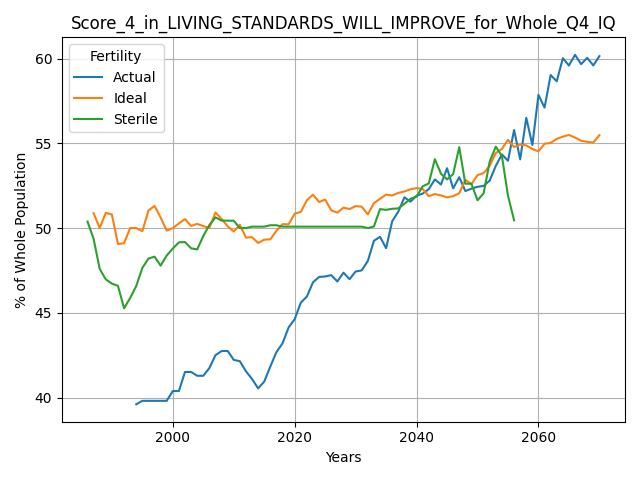 Score_4_in_LIVING_STANDARDS_WILL_IMPROVE_for_Whole_Q4_IQ
Fertility
Actual
Ideal
Sterile
% of Whole Population
60
55
50
45
40
2000
2020
2040
2060
Years